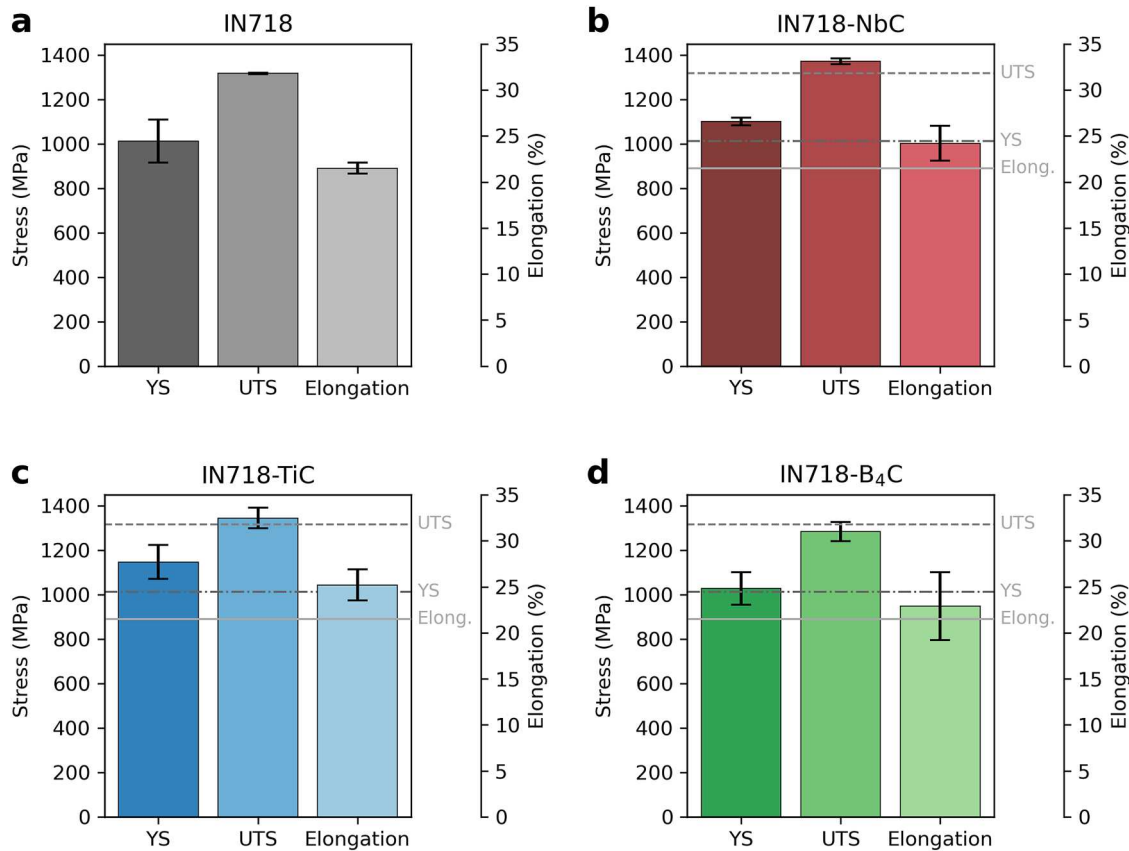 a
IN718
1400
1200
1000
800
600
400
200
0
Stress (MPa)
YS
UTS
Elongation
35
30
25
20
15
10
5
0
Elongation (%)
b
IN718-NbC
1400
1200
1000
800
600
400
200
0
Stress (MPa)
YS
UTS
Elongation
UTS
YS
Elong.
35
30
25
20
15
10
5
0
Elongation (%)
c
IN718-TiC
1400
1200
1000
800
600
400
200
0
Stress (MPa)
YS
UTS
Elongation
UTS
YS
Elong.
35
30
25
20
15
10
5
0
Elongation (%)
d
IN718-B₄C
1400
1200
1000
800
600
400
200
0
Stress (MPa)
YS
UTS
Elongation
UTS
YS
Elong.
35
30
25
20
15
10
5
0
Elongation (%)